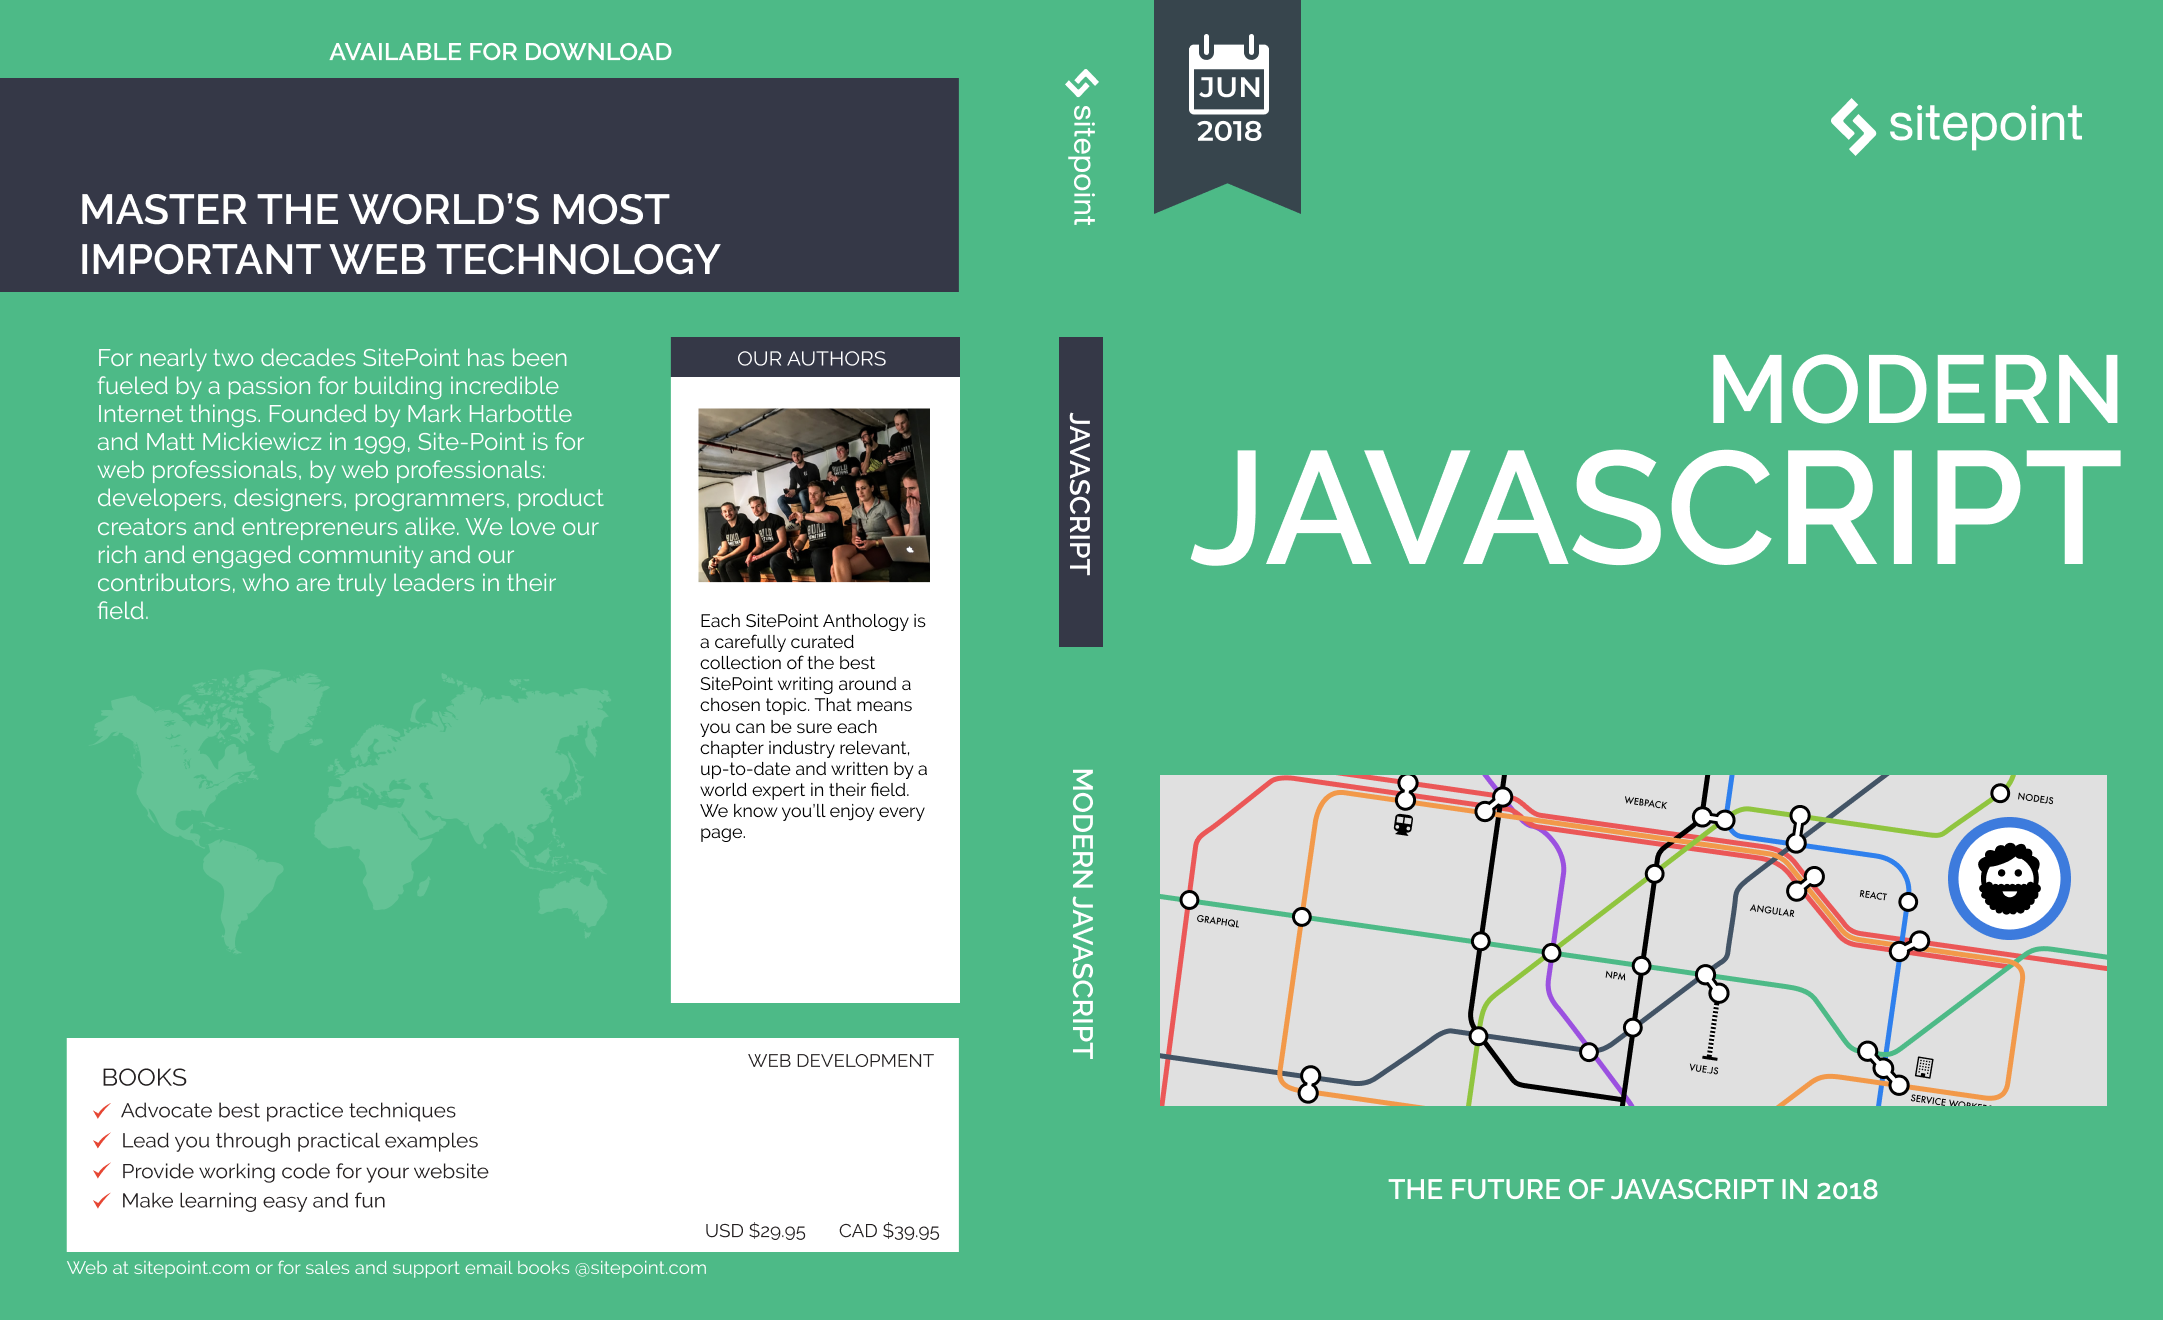 AVAILABLE FOR DOWNLOAD
MASTER THE WORLD’S MOST
IMPORTANT WEB TECHNOLOGY
For nearly two decades SitePoint has been
fueled by a passion for building incredible
Internet things. Founded by Mark Harbottle
and Matt Mickiewicz in 1999, Site-Point is for
web professionals, by web professionals:
developers, designers, programmers, product
creators and entrepreneurs alike. We love our
rich and engaged community and our
contributors, who are truly leaders in their
field.
OUR AUTHORS
Each SitePoint Anthology is
a carefully curated
collection of the best
SitePoint writing around a
chosen topic. That means
you can be sure each
chapter industry relevant,
up-to-date and written by a
world expert in their field.
We know you’ll enjoy every
page.
BOOKS
WEB DEVELOPMENT
Advocate best practice techniques
Lead you through practical examples
Provide working code for your website
Make learning easy and fun
USD $29.95 CAD $39.95
Web at sitepoint.com or for sales and support email books @sitepoint.com
sitepoint
JAVASCRIPT
MODERN JAVASCRIPT
JUN
2018
sitepoint
MODERN
JAVASCRIPT
WEBPACK
NODEJS
REACT
ANGULAR
GRAPHQL
NPM
VUE.JS
SERVICE
THE FUTURE OF JAVASCRIPT IN 2018